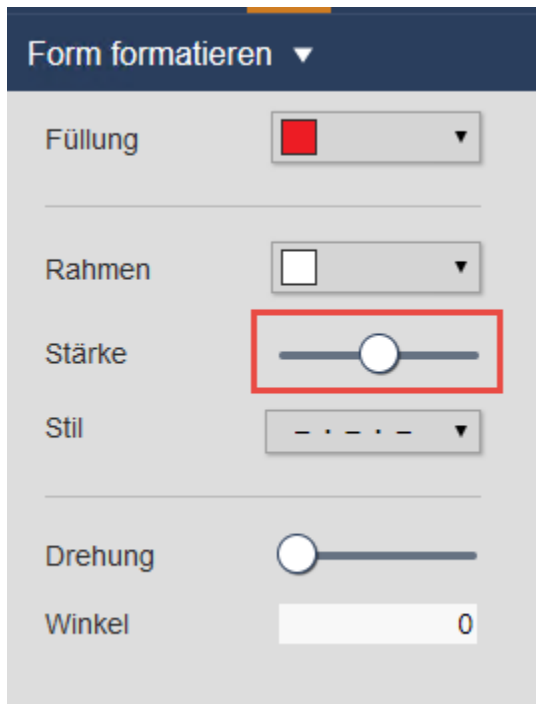 Form formatieren
Füllung
Rahmen
Stärke
Stil
Drehung
Winkel 0